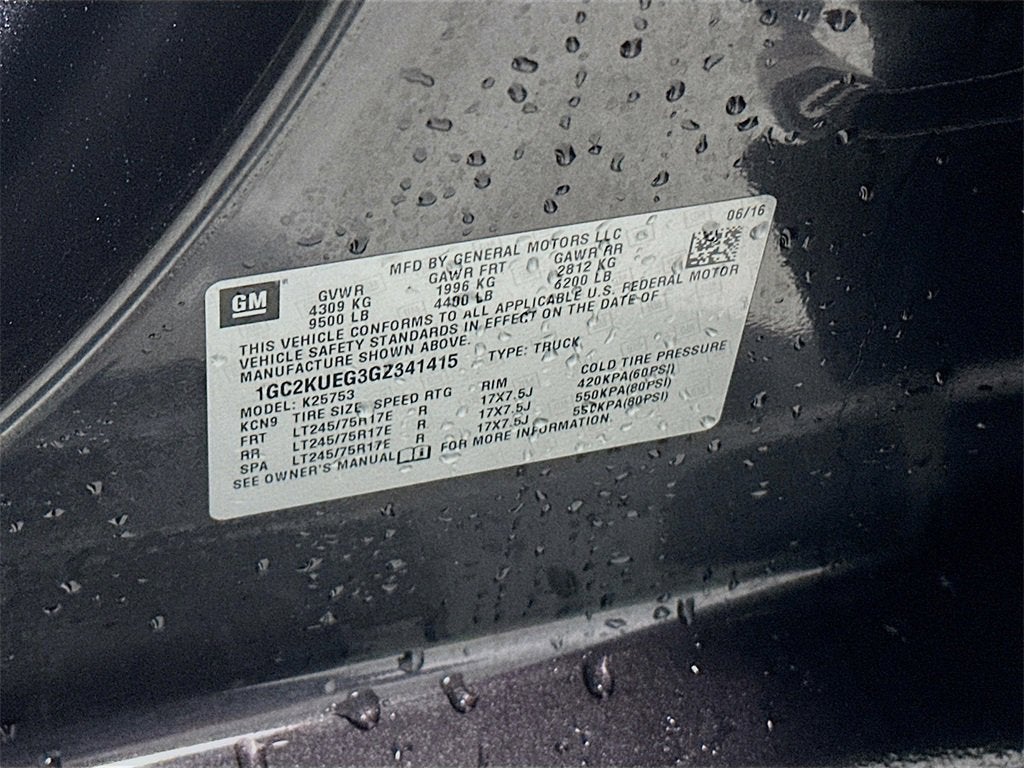 06/16
MFD BY GENERAL MOTORS LLC
GM
GVWR GAWR FRT GAWR RR
4309 KG 1996 KG 2812 KG
9500 LB 4400 LB 6200 LB
THIS VEHICLE CONFORMS TO ALL APPLICABLE U.S. FEDERAL MOTOR
VEHICLE SAFETY STANDARDS IN EFFECT ON THE DATE OF
MANUFACTURE SHOWN ABOVE.
1GC2KUEG3GZ341415 TYPE: TRUCK
MODEL: K25753
KCN9 TIRE SIZE SPEED RTG RIM COLD TIRE PRESSURE
FRT LT245/75R17E R 17X7.5J 420KPA(60PSI)
RR LT245/75R17E R 17X7.5J 550KPA(80PSI)
SPA LT245/75R17E R 17X7.5J 550KPA(80PSI)
SEE OWNER'S MANUAL FOR MORE INFORMATION.